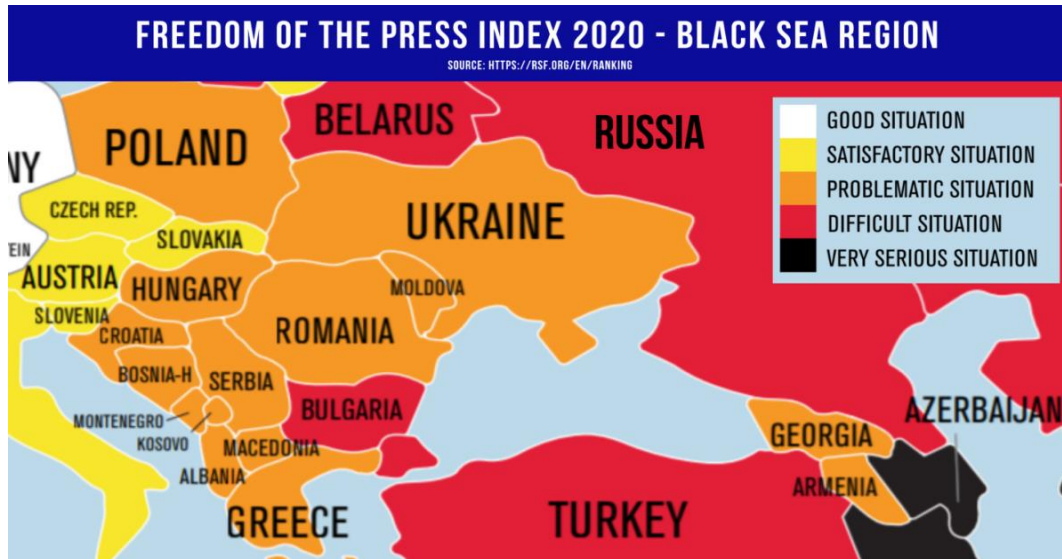 FREEDOM OF THE PRESS INDEX 2020 - BLACK SEA REGION
SOURCE: HTTPS://RSF.ORG/EN/RANKING
BELARUS
RUSSIA
POLAND
NY
CZECH REP.
UKRAINE
SLOVAKIA
EIN
AUSTRIA
HUNGARY
MOLDOVA
SLOVENIA
CROATIA
ROMANIA
BOSNIA-H
SERBIA
BULGARIA
MONTENEGRO
KOSOVO
MACEDONIA
ALBANIA
GREECE
TURKEY
GEORGIA
ARMENIA
AZERBAIJAN
GOOD SITUATION
SATISFACTORY SITUATION
PROBLEMATIC SITUATION
DIFFICULT SITUATION
VERY SERIOUS SITUATION